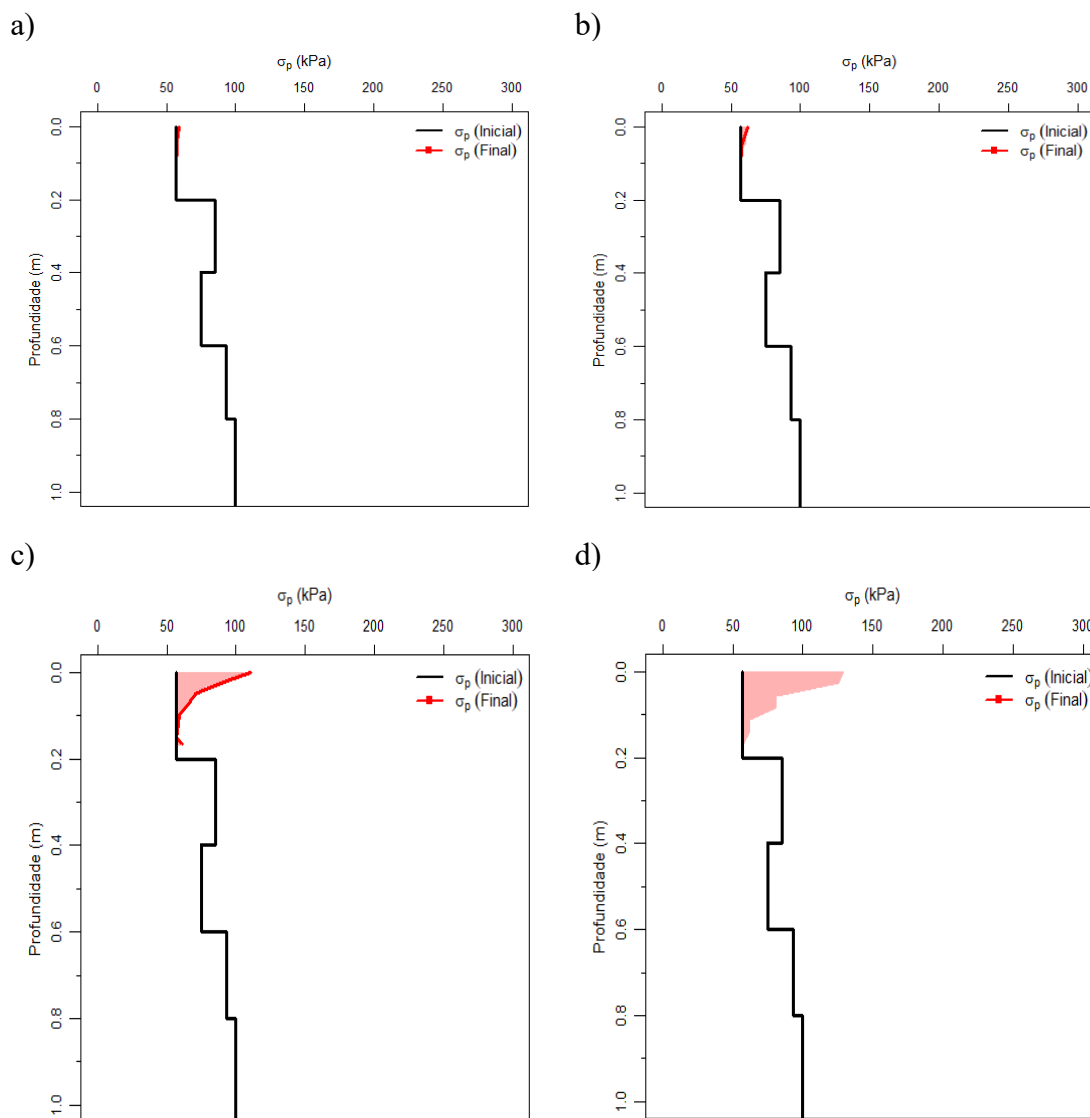 a)
σp (kPa)
0 50 100 150 200 250 300
σp (Inicial)
σp (Final)
Profundidade (m)
0.0
0.2
0.4
0.6
0.8
1.0
b)
σp (kPa)
0 50 100 150 200 250 300
σp (Inicial)
σp (Final)
Profundidade (m)
0.0
0.2
0.4
0.6
0.8
1.0
c)
σp (kPa)
0 50 100 150 200 250 300
σp (Inicial)
σp (Final)
Profundidade (m)
0.0
0.2
0.4
0.6
0.8
1.0
d)
σp (kPa)
0 50 100 150 200 250 300
σp (Inicial)
σp (Final)
Profundidade (m)
0.0
0.2
0.4
0.6
0.8
1.0